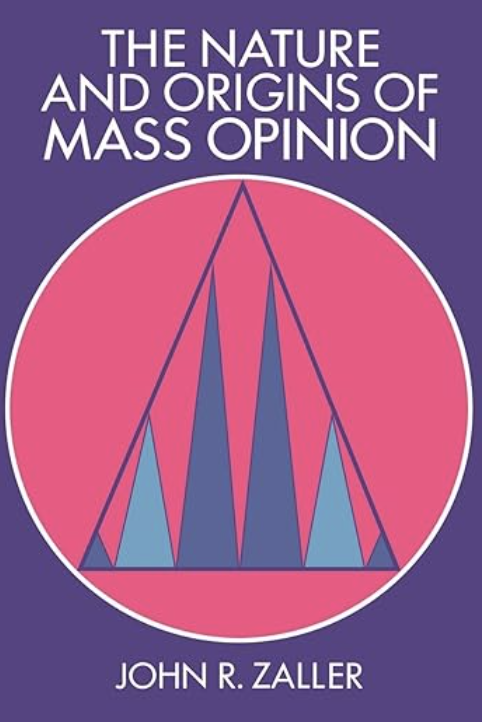 THE NATURE
AND ORIGINS OF
MASS OPINION
JOHN R. ZALLER